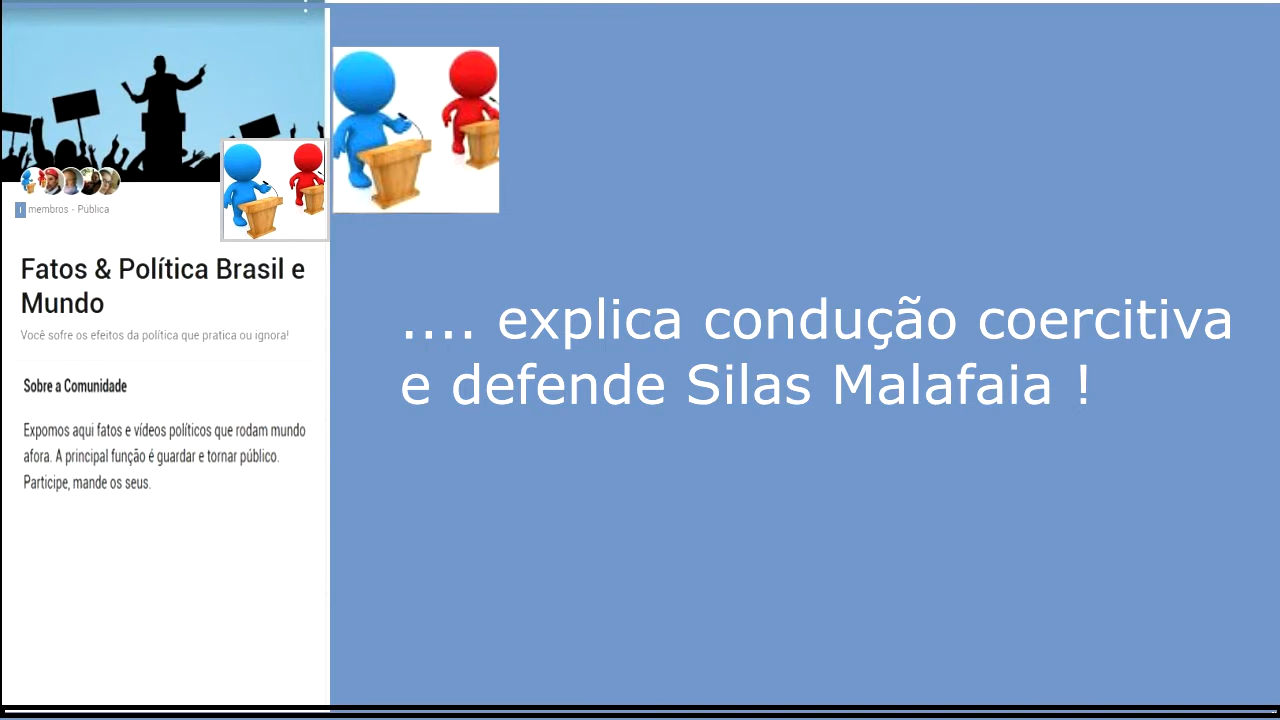 membros - Pública
Fatos & Política Brasil e
Mundo
Você sofre os efeitos da política que pratica ou ignora!
Sobre a Comunidade
Expomos aqui fatos e vídeos políticos que rodam mundo
afora. A principal função é guardar e tornar público.
Participe, mande os seus.
.... explica condução coercitiva
e defende Silas Malafaia !